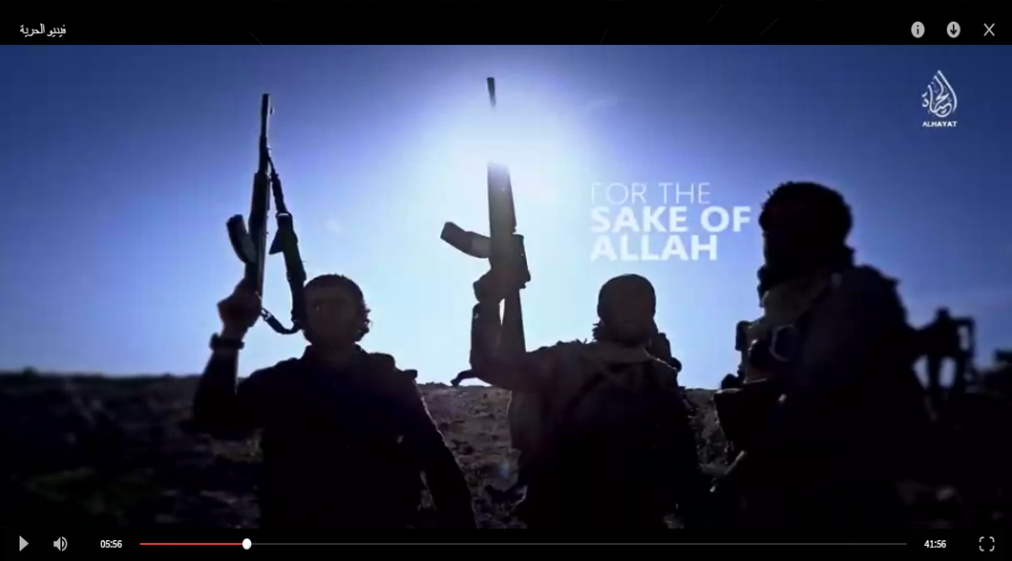 فيديو الحرية
الحياة
ALHAYAT
FOR THE
SAKE OF
ALLAH
05:56
41:56